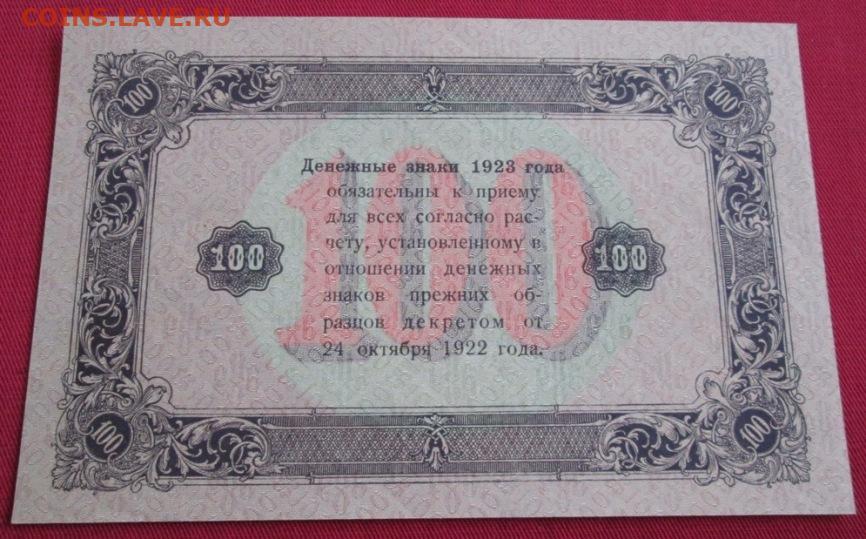 COINS.LAVE.RU
100 100
100
Денежные знаки 1923 года
обязательны к приему
для всех согласно рас-
чету, установленному в
отношении денежных
знаков прежних об-
разцов декретом от
24 октября 1922 года.
100 100
100 100